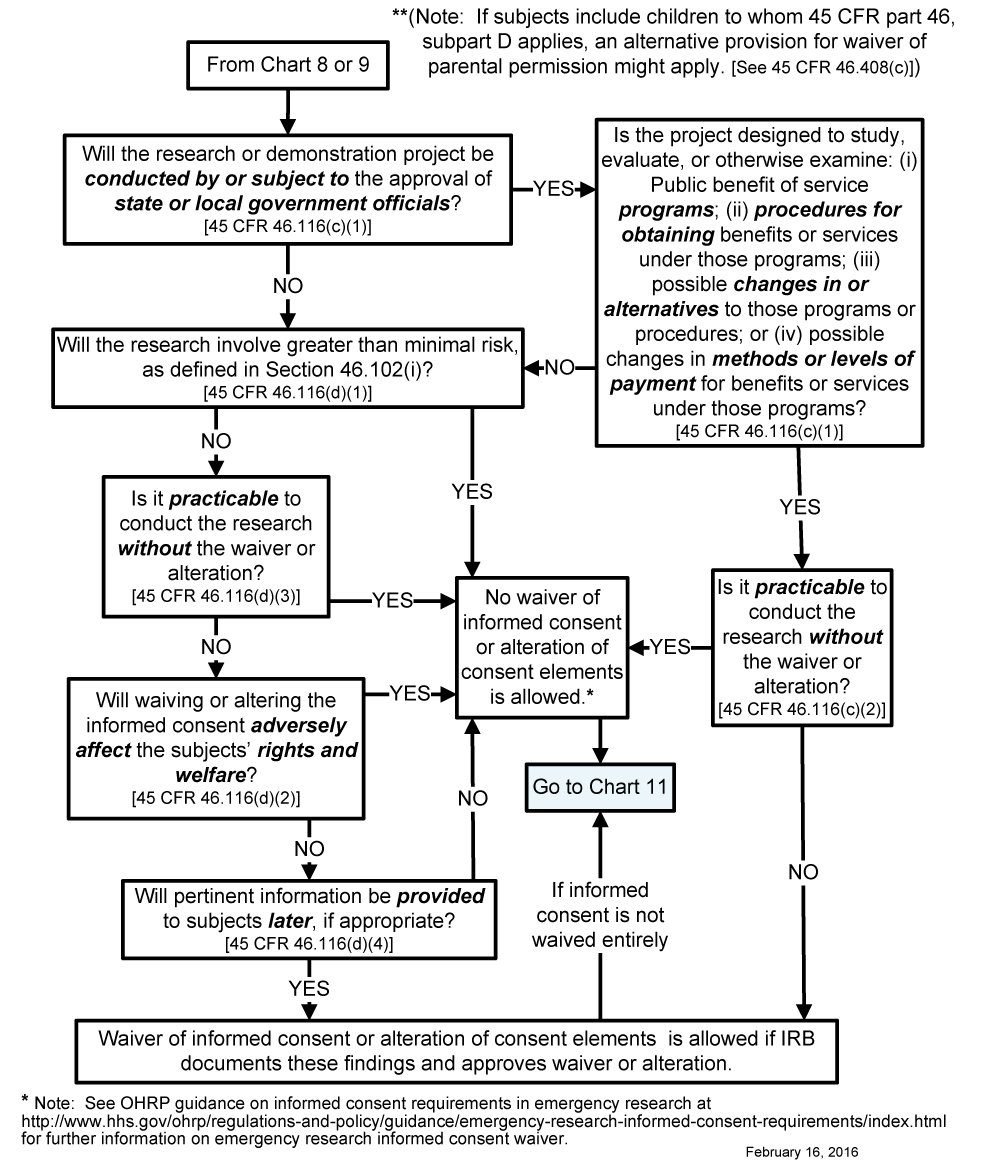 **(Note: If subjects include children to whom 45 CFR part 46,
subpart D applies, an alternative provision for waiver of
parental permission might apply. [See 45 CFR 46.408(c)])
From Chart 8 or 9
Will the research or demonstration project be
conducted by or subject to the approval of
state or local government officials?
[45 CFR 46.116(c)(1)]
YES
Is the project designed to study,
evaluate, or otherwise examine: (i)
Public benefit of service
programs; (ii) procedures for
obtaining benefits or services
under those programs; (iii)
possible changes in or
alternatives to those programs or
procedures; or (iv) possible
changes in methods or levels of
payment for benefits or services
under those programs?
[45 CFR 46.116(c)(1)]
NO
NO
Will the research involve greater than minimal risk,
as defined in Section 46.102(i)?
[45 CFR 46.116(d)(1)]
NO
YES
YES
Is it practicable to
conduct the research
without the waiver or
alteration?
[45 CFR 46.116(d)(3)]
YES
No waiver of
informed consent
or alteration of
consent elements
is allowed.*
YES
Is it practicable to
conduct the
research without
the waiver or
alteration?
[45 CFR 46.116(c)(2)]
NO
Will waiving or altering the
informed consent adversely
affect the subjects' rights and
welfare?
[45 CFR 46.116(d)(2)]
YES
Go to Chart 11
NO
NO
NO
Will pertinent information be provided
to subjects later, if appropriate?
[45 CFR 46.116(d)(4)]
If informed
consent is not
waived entirely
YES
Waiver of informed consent or alteration of consent elements is allowed if IRB
documents these findings and approves waiver or alteration.
* Note: See OHRP guidance on informed consent requirements in emergency research at
http://www.hhs.gov/ohrp/regulations-and-policy/guidance/emergency-research-informed-consent-requirements/index.html
for further information on emergency research informed consent waiver.
February 16, 2016